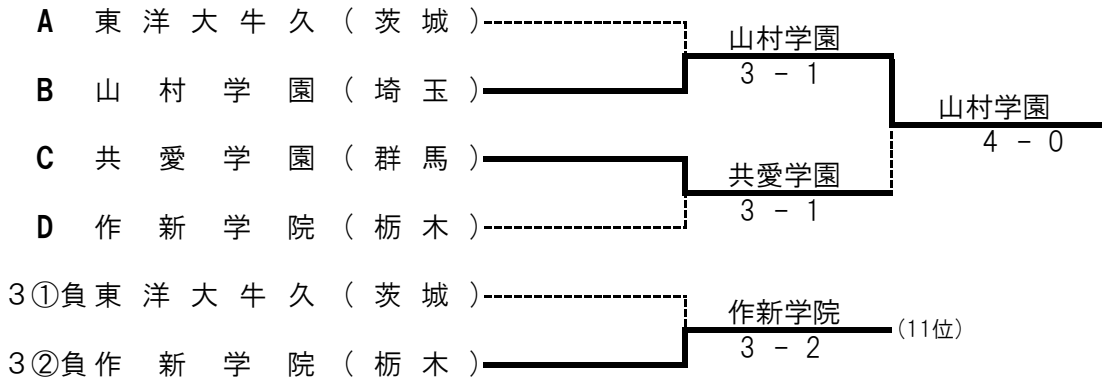 A 東洋大牛久(茨城)
山村学園
3 - 1
B 山村学園(埼玉)
山村学園
4 - 0
C 共愛学園(群馬)
共愛学園
3 - 1
D 作新学院(栃木)
3①負 東洋大牛久(茨城)
作新学院
(11位)
3 - 2
3②負 作新学院(栃木)